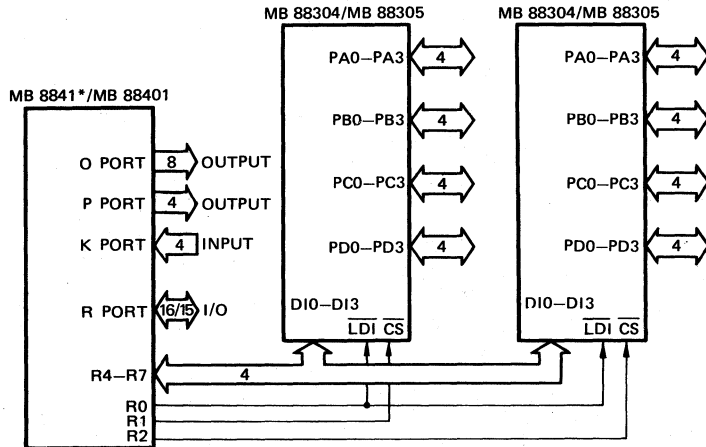 MB 88304/MB 88305
PA0–PA3
4
PB0–PB3
4
PC0–PC3
4
PD0–PD3
4
DI0–DI3
LDI CS
MB 88304/MB 88305
PA0–PA3
4
PB0–PB3
4
PC0–PC3
4
PD0–PD3
4
DI0–DI3
LDI CS
MB 8841*/MB 88401
O PORT 8 OUTPUT
P PORT 4 OUTPUT
K PORT 4 INPUT
R PORT 16/15 I/O
R4–R7 4
R0
R1
R2